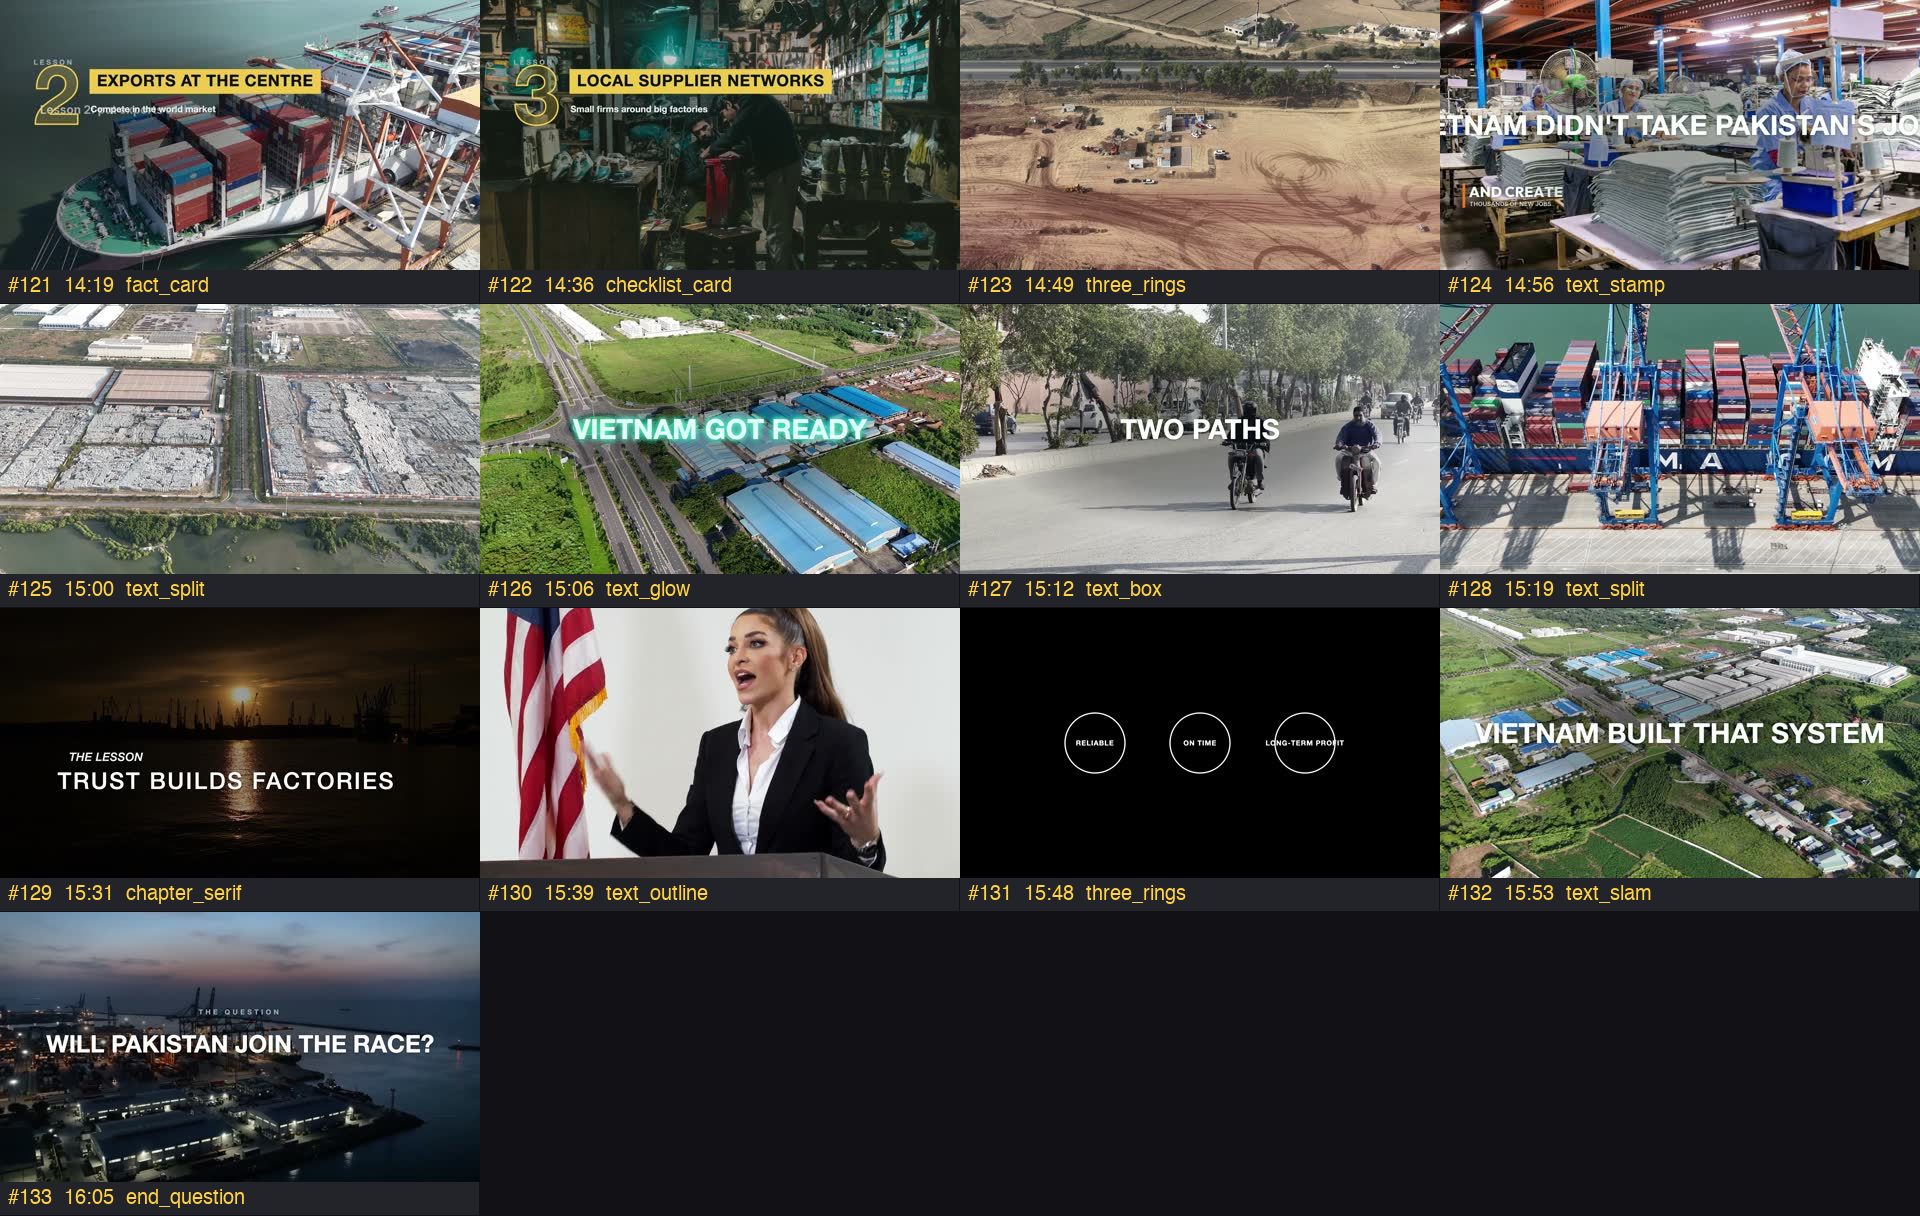 LESSON
2
EXPORTS AT THE CENTRE
Compete in the world market
#121 14:19 fact_card
LESSON
3
LOCAL SUPPLIER NETWORKS
Small firms around big factories
#122 14:36 checklist_card
#123 14:49 three_rings
TNAM DIDN'T TAKE PAKISTAN'S JO
AND CREATE
THOUSANDS OF NEW JOBS
#124 14:56 text_stamp
#125 15:00 text_split
VIETNAM GOT READY
#126 15:06 text_glow
TWO PATHS
#127 15:12 text_box
M A G M
#128 15:19 text_split
THE LESSON
TRUST BUILDS FACTORIES
#129 15:31 chapter_serif
#130 15:39 text_outline
RELIABLE
ON TIME
LONG-TERM PROFIT
#131 15:48 three_rings
VIETNAM BUILT THAT SYSTEM
#132 15:53 text_slam
THE QUESTION
WILL PAKISTAN JOIN THE RACE?
#133 16:05 end_question